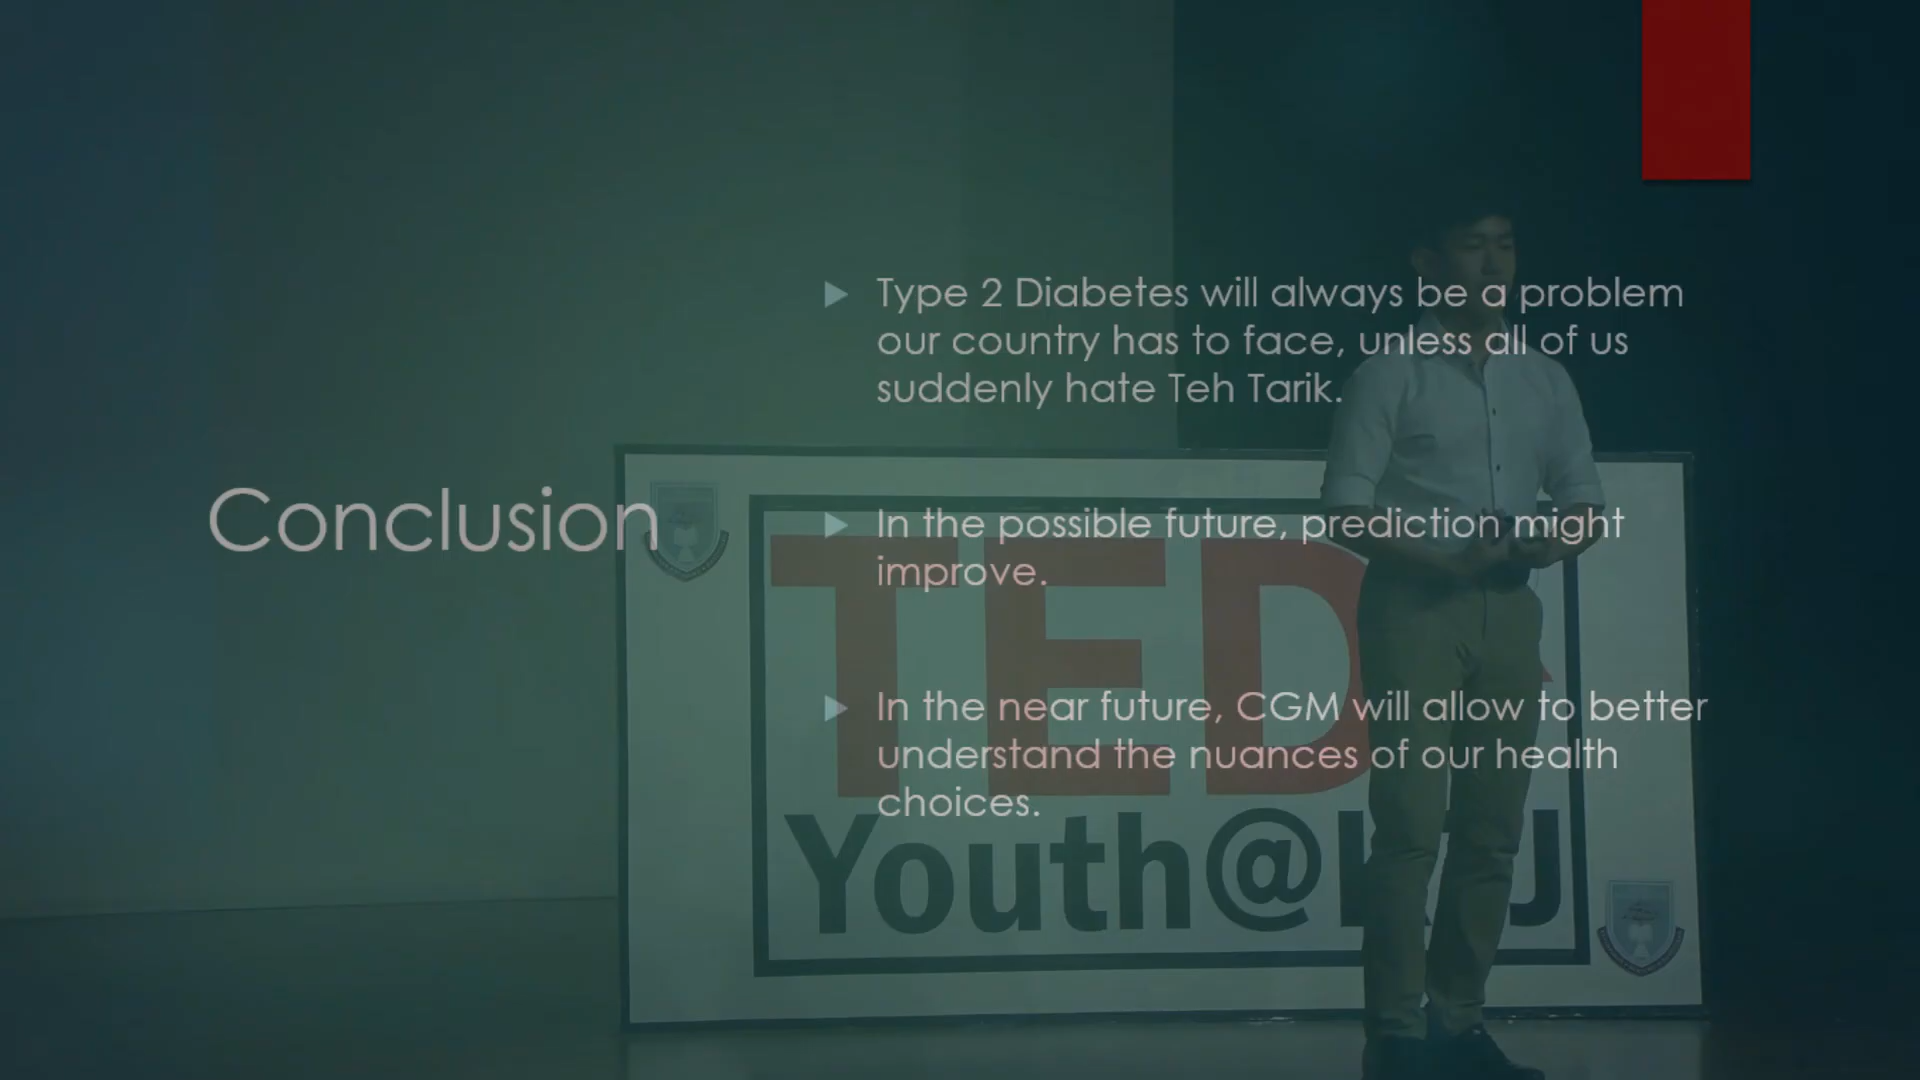 Conclusion
Type 2 Diabetes will always be a problem
our country has to face, unless all of us
suddenly hate Teh Tarik.
In the possible future, prediction might
improve.
In the near future, CGM will allow to better
understand the nuances of our health
choices.
TED
Youth@